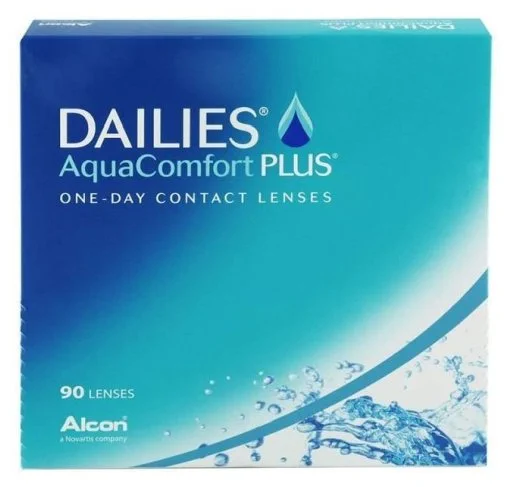 DAILIES®
AquaComfort PLUS®
ONE-DAY CONTACT LENSES
90 LENSES
Alcon®
a Novartis company